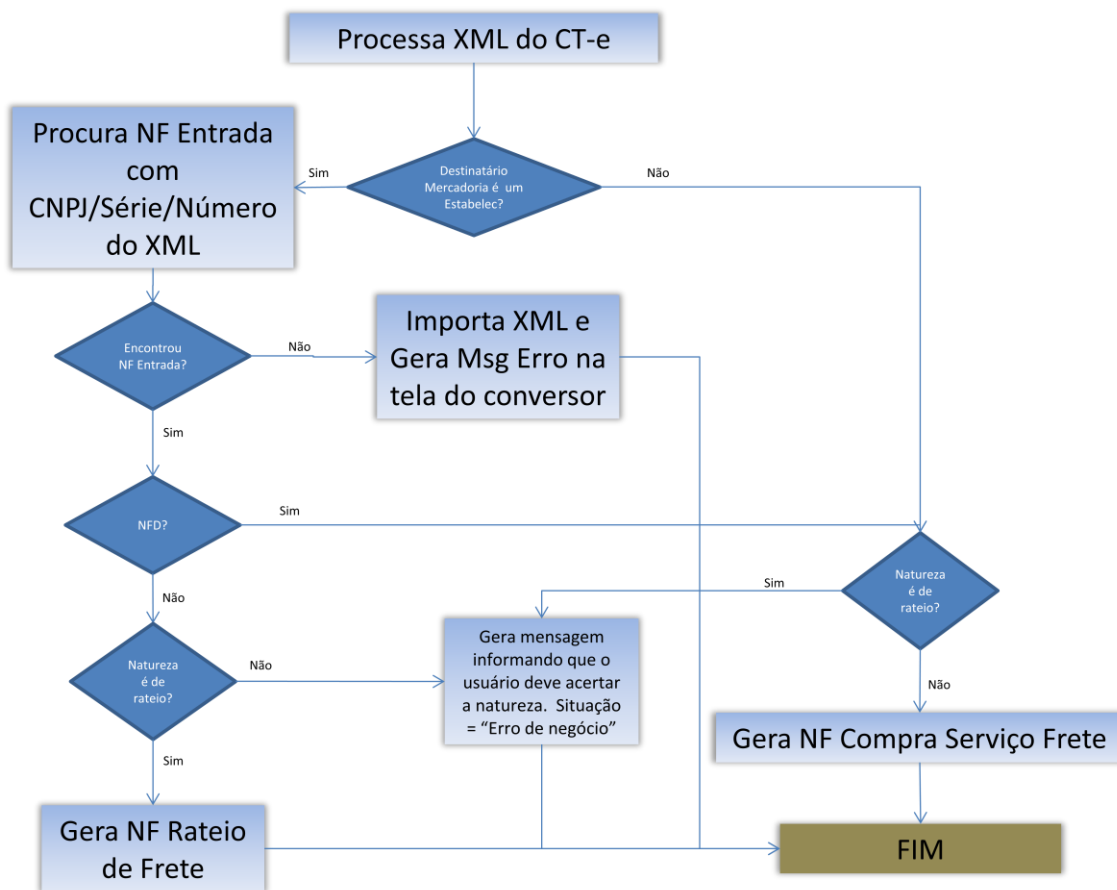 Processa XML do CT-e
Procura NF Entrada
com
CNPJ/Série/Número
do XML
Sim
Destinatário
Mercadoria é um
Estabelec?
Não
Encontrou
NF Entrada?
Não
Importa XML e
Gera Msg Erro na
tela do conversor
Sim
NFD?
Sim
Natureza
é de
rateio?
Sim
Não
Natureza
é de
rateio?
Não
Gera mensagem
informando que o
usuário deve acertar
a natureza. Situação
= “Erro de negócio”
Não
Gera NF Compra Serviço Frete
Sim
Gera NF Rateio
de Frete
FIM